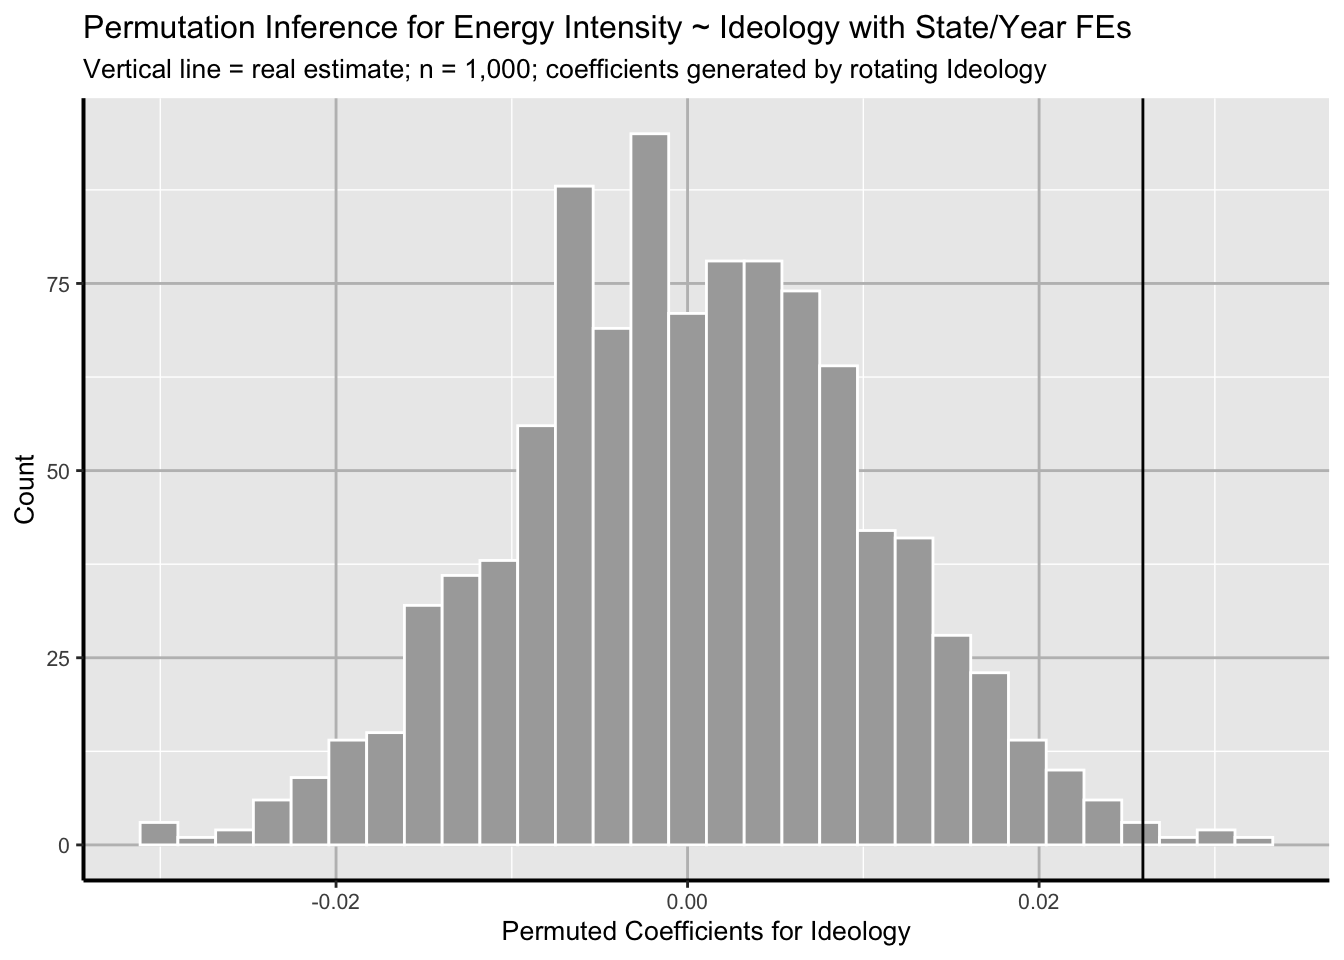 Permutation Inference for Energy Intensity ~ Ideology with State/Year FEs
Vertical line = real estimate; n = 1,000; coefficients generated by rotating Ideology
75
50
25
0
Count
-0.02
0.00
0.02
Permuted Coefficients for Ideology